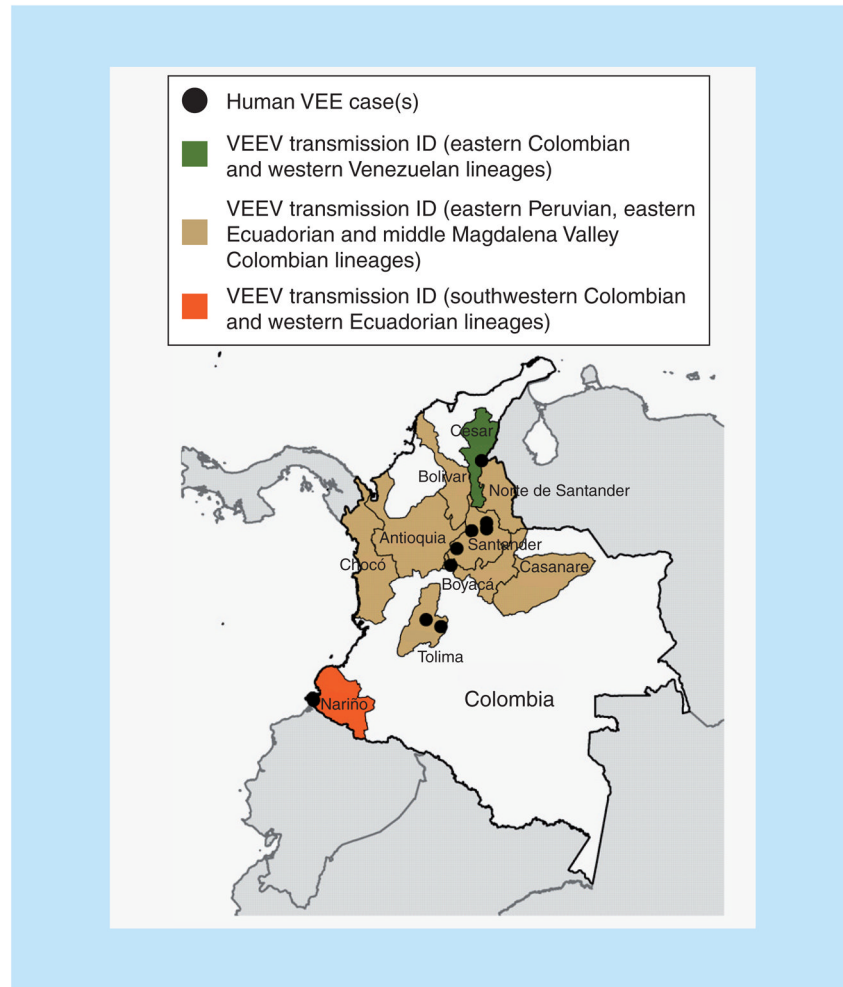 Human VEE case(s)
VEEV transmission ID (eastern Colombian
and western Venezuelan lineages)
VEEV transmission ID (eastern Peruvian, eastern
Ecuadorian and middle Magdalena Valley
Colombian lineages)
VEEV transmission ID (southwestern Colombian
and western Ecuadorian lineages)
Cesar
Bolivar
Norte de Santander
Antioquia
Santander
Chocó
Casanare
Boyacá
Tolima
Colombia
Nariño